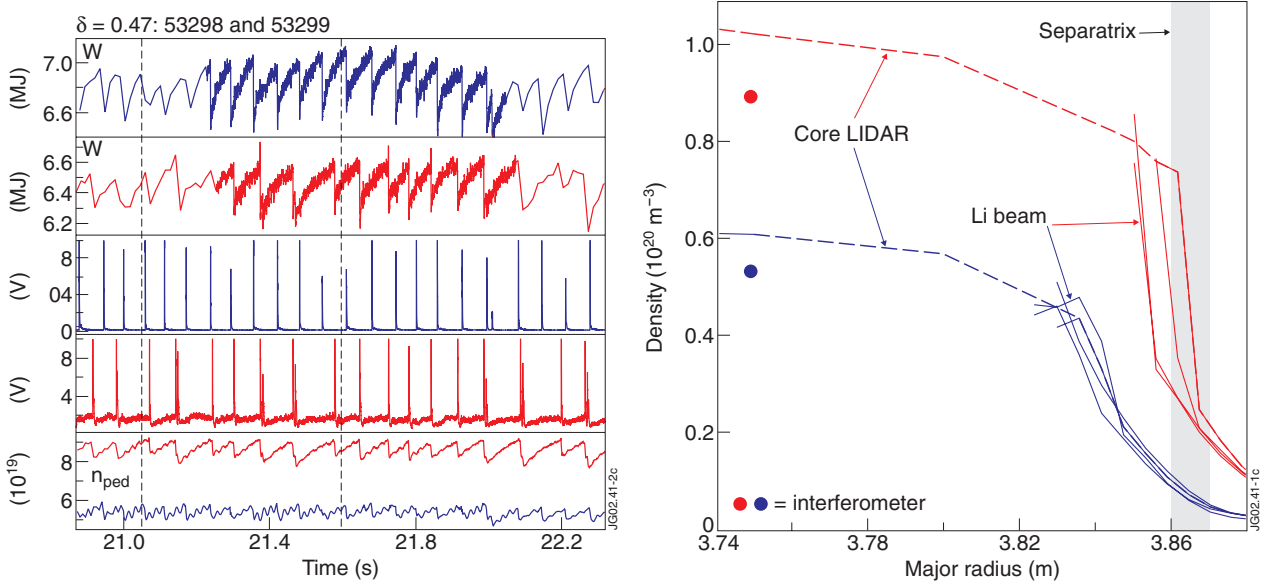 δ = 0.47: 53298 and 53299
W
7.0
6.6
(MJ)
W
6.6
6.4
6.2
(MJ)
8
04
0
(V)
8
4
(V)
8
6
(10¹⁹)
nped
21.0
21.4
21.8
22.2
Time (s)
JG02.41-2c
1.0
0.8
0.6
0.4
0.2
0
Density (10²⁰ m⁻³)
Separatrix
Core LIDAR
Li beam
= interferometer
3.74
3.78
3.82
3.86
Major radius (m)
JG02.41-1c